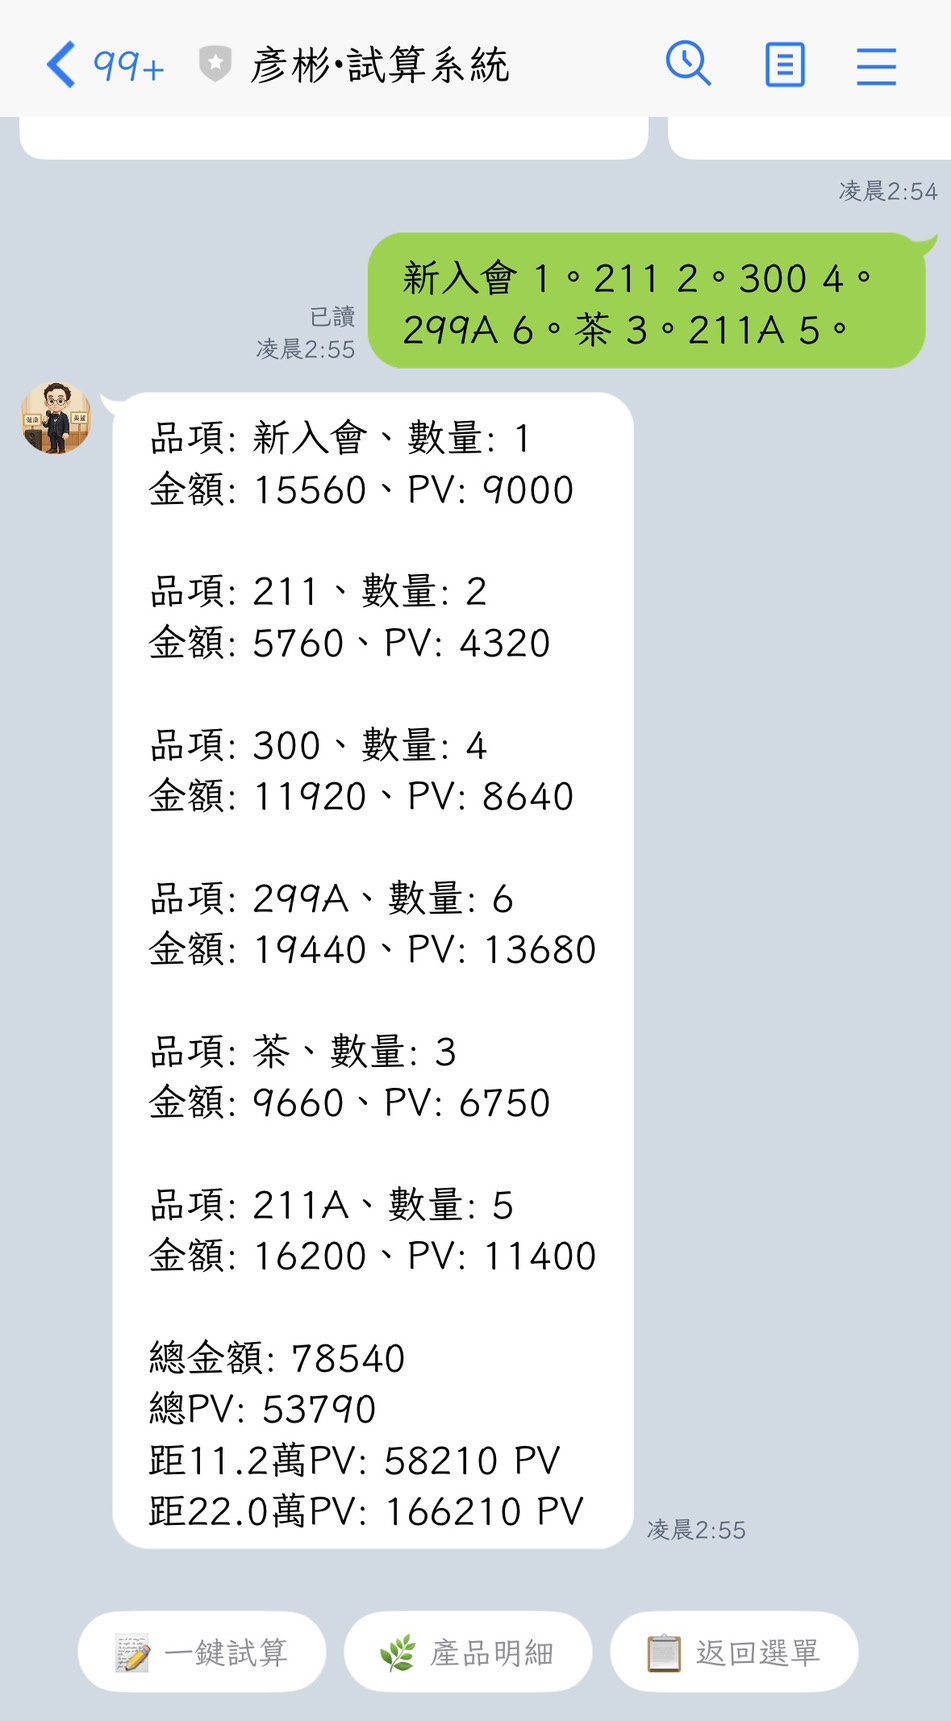 99+ 彥彬•試算系統
凌晨2:54
新入會 1。211 2。300 4。
299A 6。茶 3。211A 5。
已讀
凌晨2:55
品項: 新入會、數量: 1
金額: 15560、PV: 9000
品項: 211、數量: 2
金額: 5760、PV: 4320
品項: 300、數量: 4
金額: 11920、PV: 8640
品項: 299A、數量: 6
金額: 19440、PV: 13680
品項: 茶、數量: 3
金額: 9660、PV: 6750
品項: 211A、數量: 5
金額: 16200、PV: 11400
總金額: 78540
總PV: 53790
距11.2萬PV: 58210 PV
距22.0萬PV: 166210 PV
凌晨2:55
一鍵試算 產品明細 返回選單